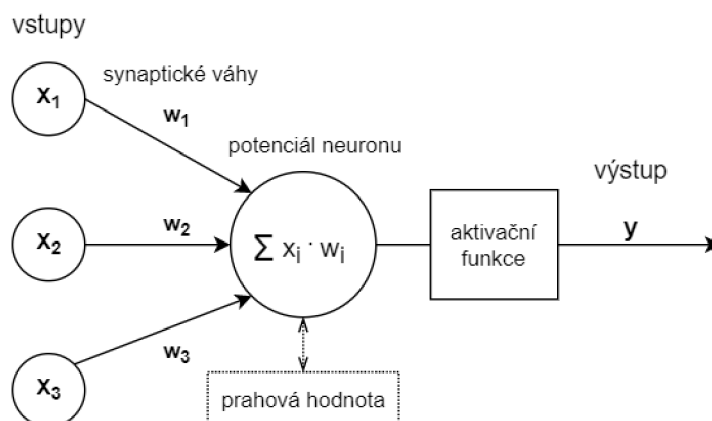 vstupy
synaptické váhy
X1
w1
potenciál neuronu
výstup
X2
w2
∑ xi · wi
aktivační
funkce
y
w3
X3
prahová hodnota